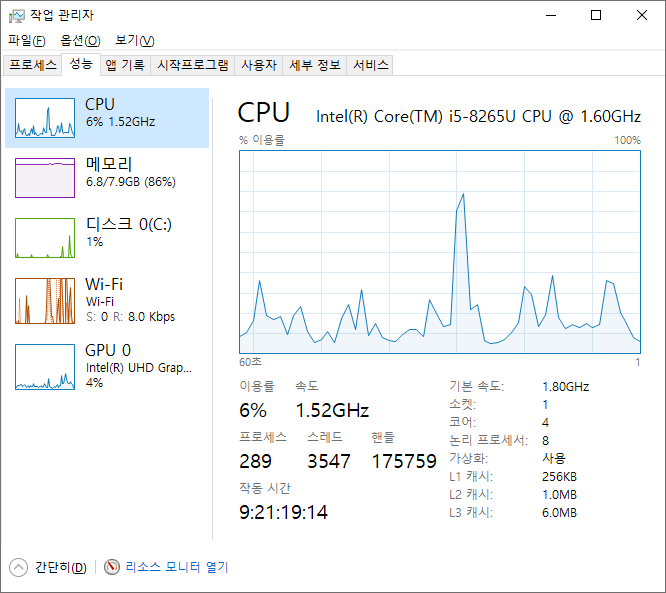 작업 관리자
파일(F) 옵션(O) 보기(V)
프로세스 성능 앱 기록 시작프로그램 사용자 세부 정보 서비스
CPU
6% 1.52GHz
메모리
6.8/7.9GB (86%)
디스크 0(C:)
1%
Wi-Fi
Wi-Fi
S: 0 R: 8.0 Kbps
GPU 0
Intel(R) UHD Grap...
4%
CPU Intel(R) Core(TM) i5-8265U CPU @ 1.60GHz
% 이용률 100%
60초 1
이용률 속도
6% 1.52GHz
프로세스 스레드 핸들
289 3547 175759
작동 시간
9:21:19:14
기본 속도: 1.80GHz
소켓: 1
코어: 4
논리 프로세서: 8
가상화: 사용
L1 캐시: 256KB
L2 캐시: 1.0MB
L3 캐시: 6.0MB
간단히(D) 리소스 모니터 열기